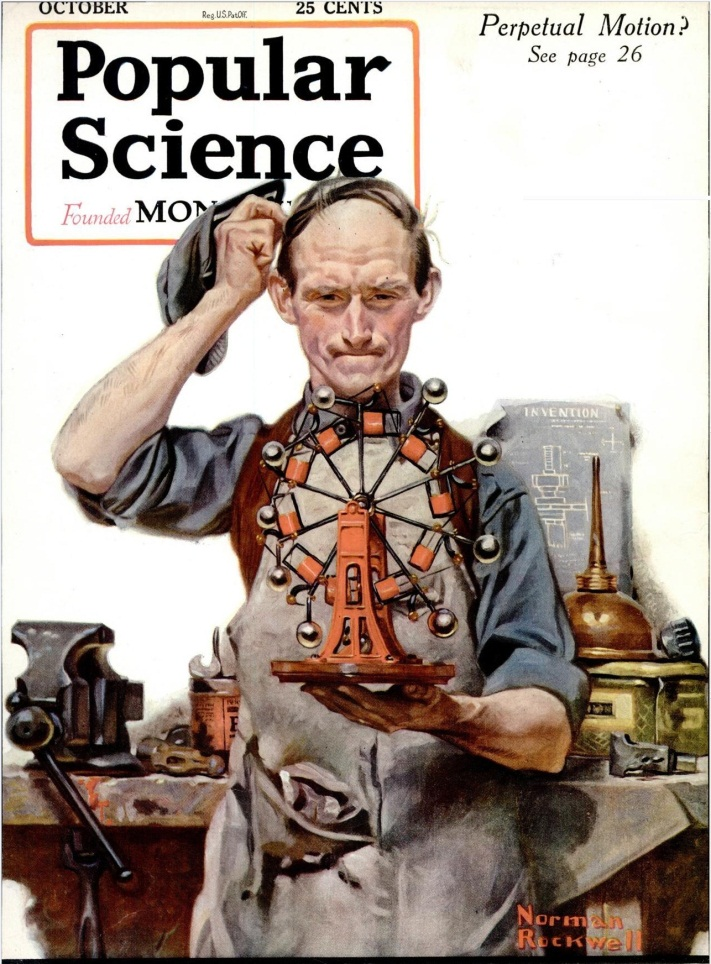 OCTOBER
Reg.U.S.Pat.Off.
25 CENTS
Perpetual Motion?
See page 26
Popular
Science
Founded MON
INVENTION
Norman
Rockwell